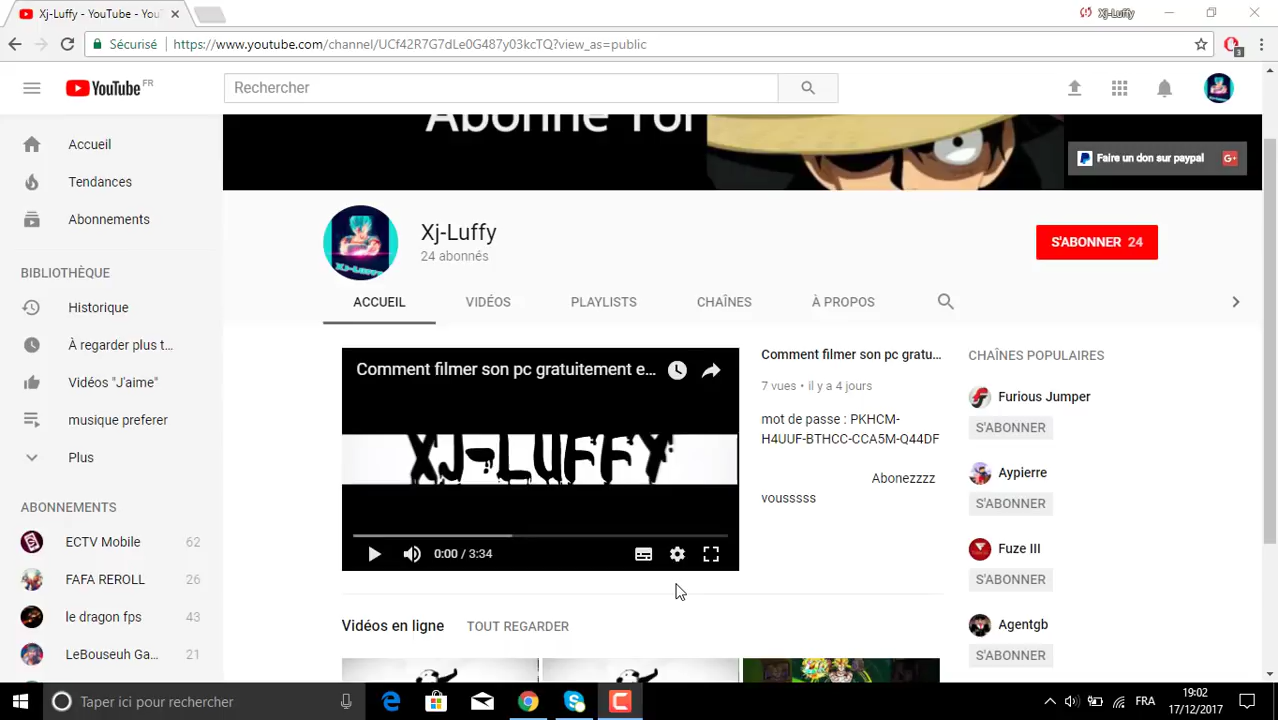 Xj-Luffy - YouTube - You
Xj-Luffy
Sécurisé
https://www.youtube.com/channel/UCf42R7G7dLe0G487y03kcTQ?view_as=public
3
YouTube FR
Rechercher
Abonne Toi
Faire un don sur paypal
G+
Accueil
Tendances
Abonnements
BIBLIOTHÈQUE
Historique
À regarder plus t...
Vidéos "J'aime"
musique preferer
Plus
ABONNEMENTS
ECTV Mobile 62
FAFA REROLL 26
le dragon fps 43
LeBouseuh Ga... 21
XJ-LUFFY
Xj-Luffy
24 abonnés
S'ABONNER 24
ACCUEIL VIDÉOS PLAYLISTS CHAÎNES À PROPOS
Comment filmer son pc gratuitement e...
XJ-LUFFY
0:00 / 3:34
Comment filmer son pc gratu...
7 vues • il y a 4 jours
mot de passe : PKHCM-
H4UUF-BTHCC-CCA5M-Q44DF
Abonezzzz
vousssss
Vidéos en ligne TOUT REGARDER
CHAÎNES POPULAIRES
Furious Jumper
S'ABONNER
Aypierre
S'ABONNER
Fuze III
S'ABONNER
Agentgb
S'ABONNER
Taper ici pour rechercher
FRA
19:02
17/12/2017